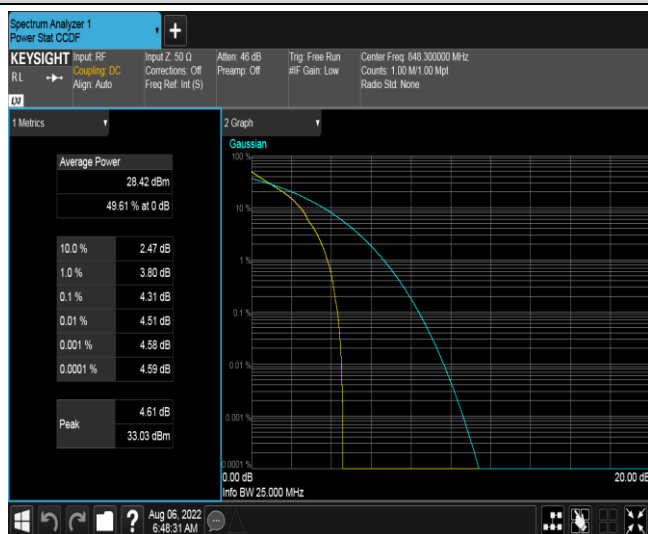 Spectrum Analyzer 1
Power Stat CCDF
+
KEYSIGHT
RL
LXI
Input: RF
Coupling: DC
Align: Auto
Input Z: 50 Ω
Corrections: Off
Freq Ref: Int (S)
Atten: 46 dB
Preamp: Off
Trig: Free Run
#IF Gain: Low
Center Freq: 848.300000 MHz
Counts: 1.00 M/1.00 Mpt
Radio Std: None
1 Metrics
Average Power
28.42 dBm
49.61 % at 0 dB
10.0 % 2.47 dB
1.0 % 3.80 dB
0.1 % 4.31 dB
0.01 % 4.51 dB
0.001 % 4.58 dB
0.0001 % 4.59 dB
Peak
4.61 dB
33.03 dBm
2 Graph
Gaussian
100 %
10 %
1 %
0.1 %
0.01 %
0.001 %
0.0001 %
0.00 dB
20.00 dB
Info BW 25.000 MHz
?
Aug 06, 2022
6:48:31 AM